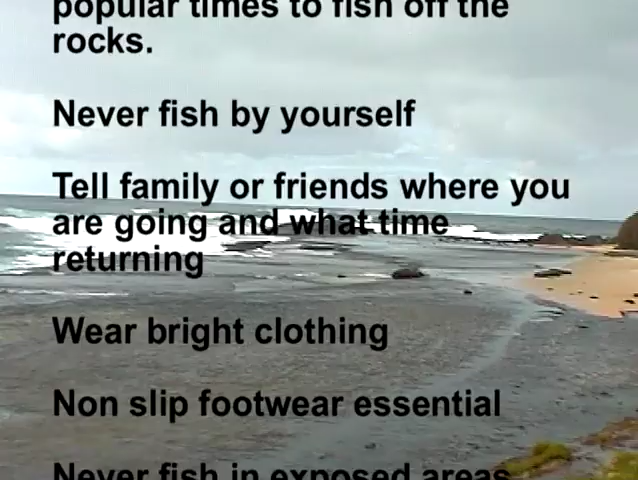 popular times to fish off the
rocks.
Never fish by yourself
Tell family or friends where you
are going and what time
returning
Wear bright clothing
Non slip footwear essential
Never fish in exposed areas